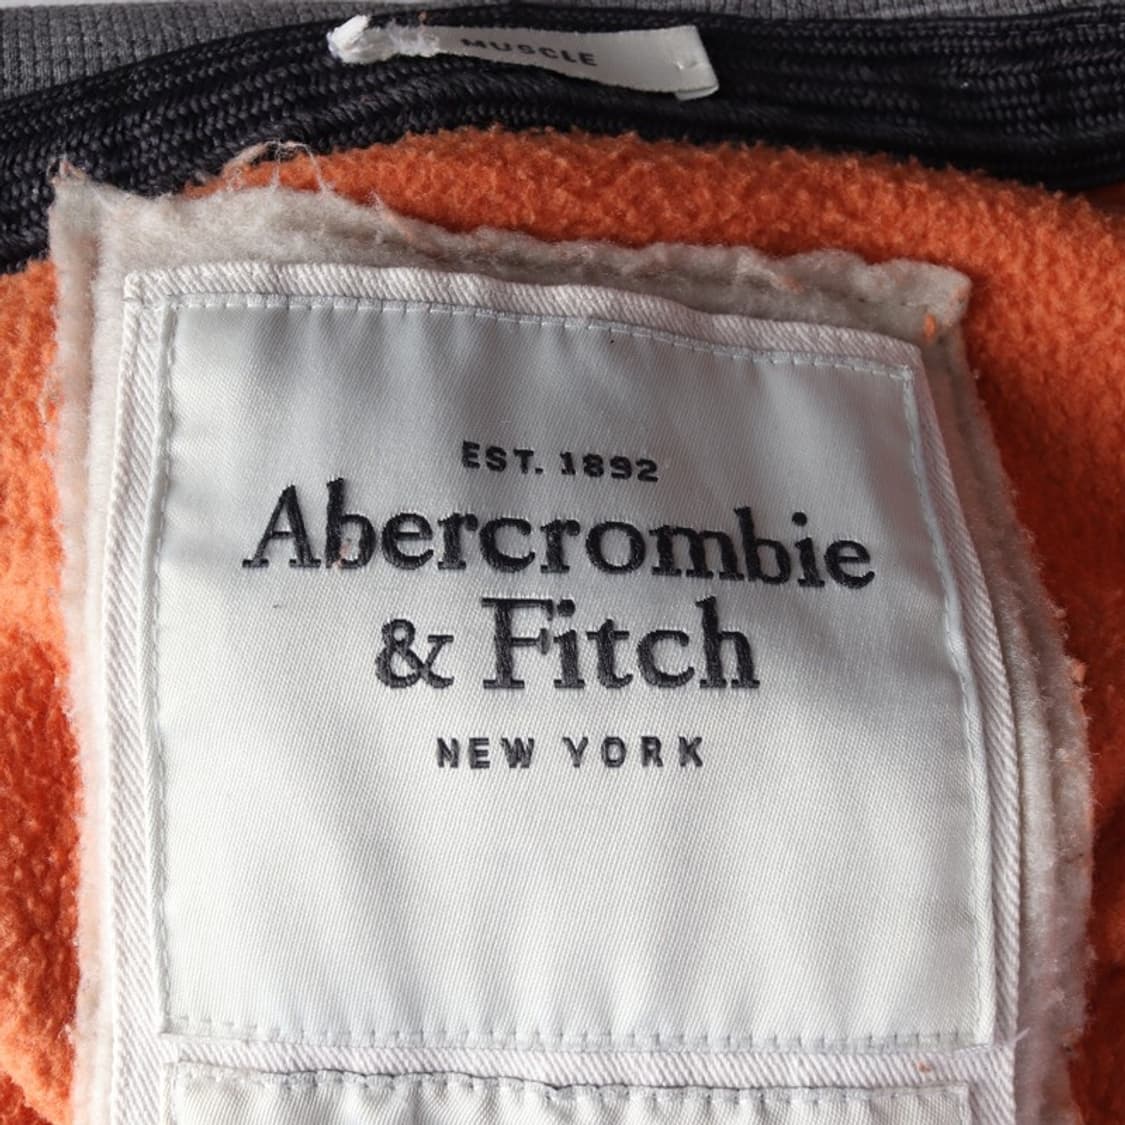 MUSCLE
EST. 1892
Abercrombie
& Fitch
NEW YORK